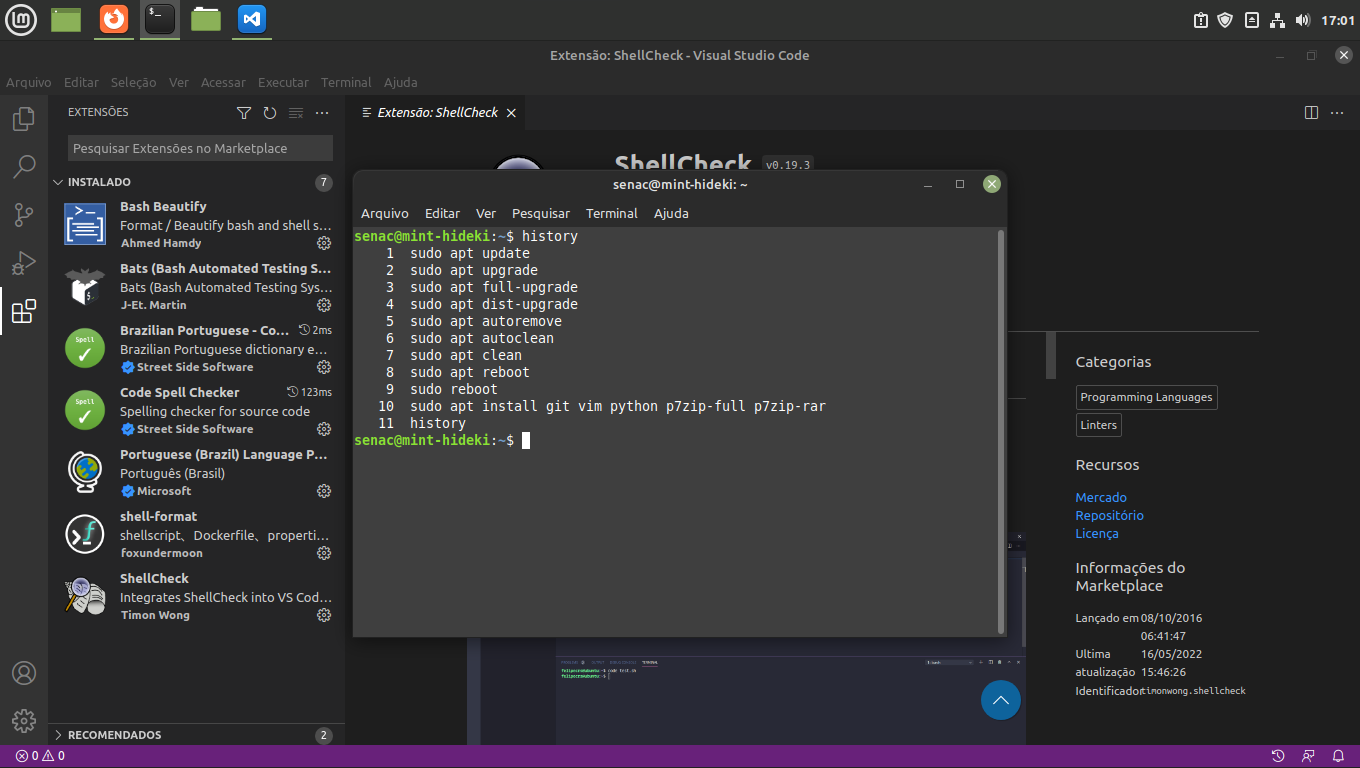 17:01
Extensão: ShellCheck - Visual Studio Code
Arquivo Editar Seleção Ver Acessar Executar Terminal Ajuda
EXTENSÕES
Pesquisar Extensões no Marketplace
INSTALADO 7
Bash Beautify
Format / Beautify bash and shell s...
Ahmed Hamdy
Bats (Bash Automated Testing S...
Bats (Bash Automated Testing Sys...
J-Et. Martin
Brazilian Portuguese - Co... 2ms
Brazilian Portuguese dictionary e...
Street Side Software
Code Spell Checker 123ms
Spelling checker for source code
Street Side Software
Portuguese (Brazil) Language P...
Português (Brasil)
Microsoft
shell-format
shellscript、Dockerfile、properti...
foxundermoon
ShellCheck
Integrates ShellCheck into VS Cod...
Timon Wong
RECOMENDADOS 2
Extensão: ShellCheck
ShellCheck v0.19.3
senac@mint-hideki: ~
Arquivo Editar Ver Pesquisar Terminal Ajuda
senac@mint-hideki:~$ history
1 sudo apt update
2 sudo apt upgrade
3 sudo apt full-upgrade
4 sudo apt dist-upgrade
5 sudo apt autoremove
6 sudo apt autoclean
7 sudo apt clean
8 sudo apt reboot
9 sudo reboot
10 sudo apt install git vim python p7zip-full p7zip-rar
11 history
senac@mint-hideki:~$
Categorias
Programming Languages
Linters
Recursos
Mercado
Repositório
Licença
Informações do
Marketplace
Lançado em 08/10/2016
06:41:47
Ultima 16/05/2022
atualização 15:46:26
Identificador timonwong.shellcheck
TERMINAL
code test.sh
0 0